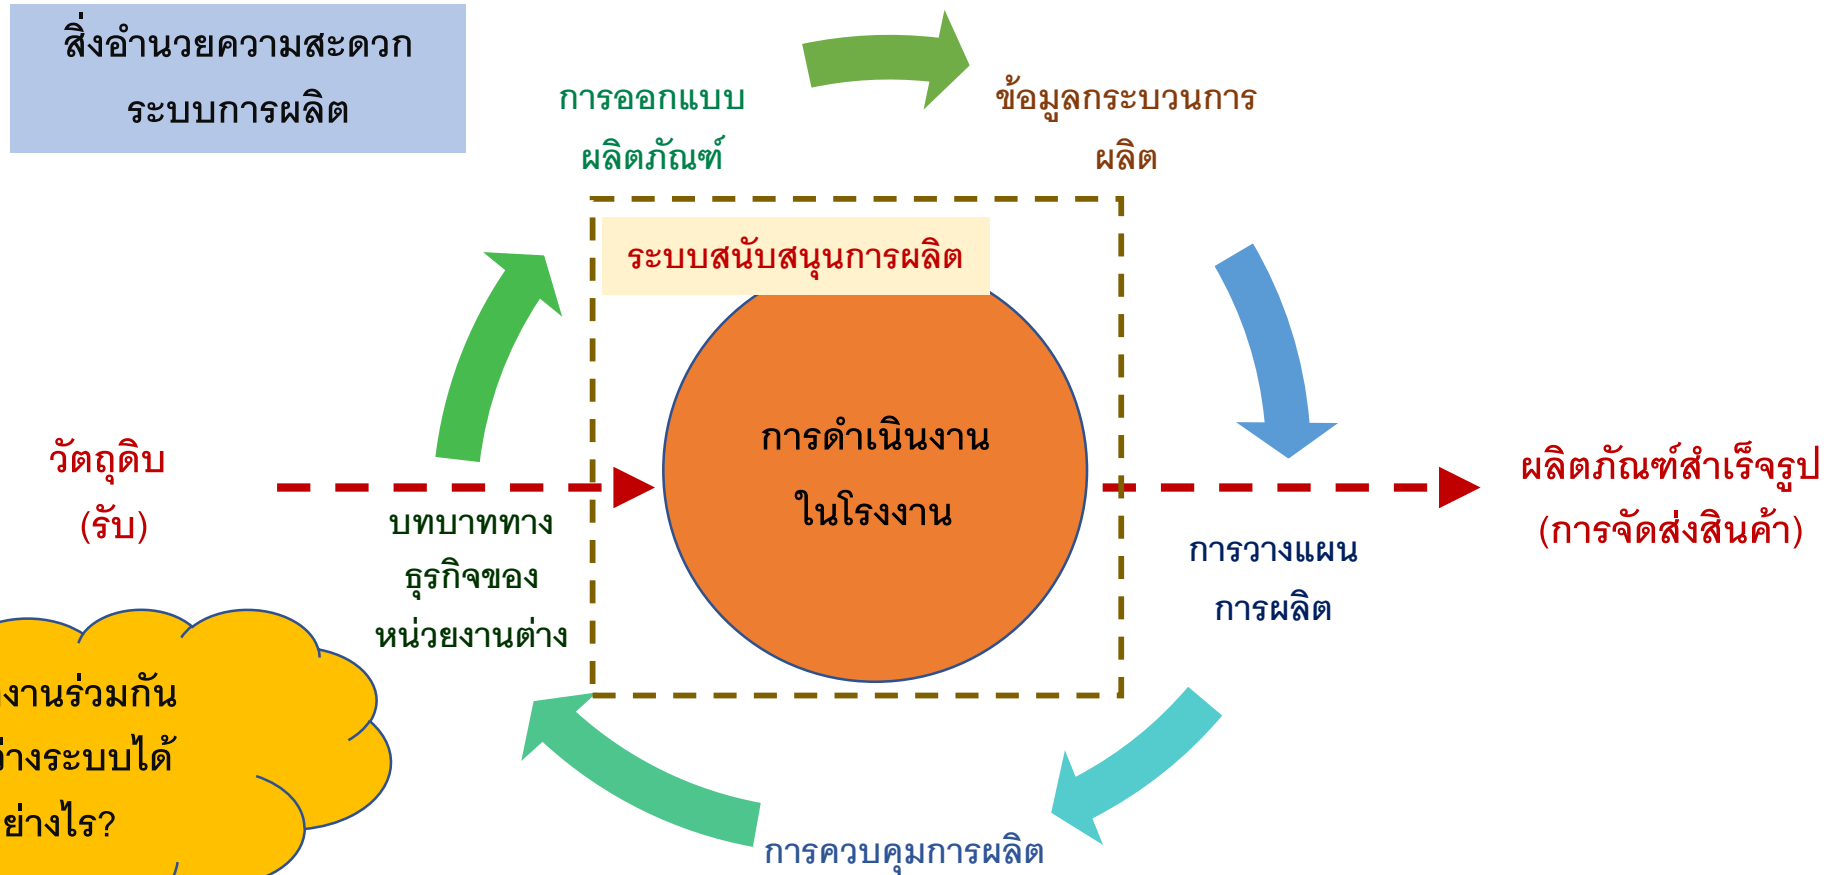 สิ่งอำนวยความสะดวก
ระบบการผลิต
การออกแบบ
ผลิตภัณฑ์
ข้อมูลกระบวนการ
ผลิต
ระบบสนับสนุนการผลิต
การดำเนินงาน
ในโรงงาน
วัตถุดิบ
(รับ)
บทบาททาง
ธุรกิจของ
หน่วยงานต่าง
ผลิตภัณฑ์สำเร็จรูป
(การจัดส่งสินค้า)
การวางแผน
การผลิต
งานร่วมกัน
ว่างระบบได้
ย่างไร?
การควบคุมการผลิต